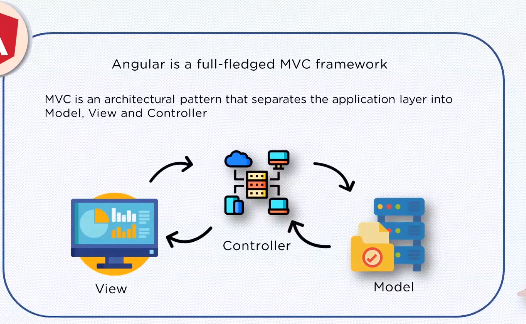 A
Angular is a full-fledged MVC framework
MVC is an architectural pattern that separates the application layer into
Model, View and Controller
Controller
View
Model